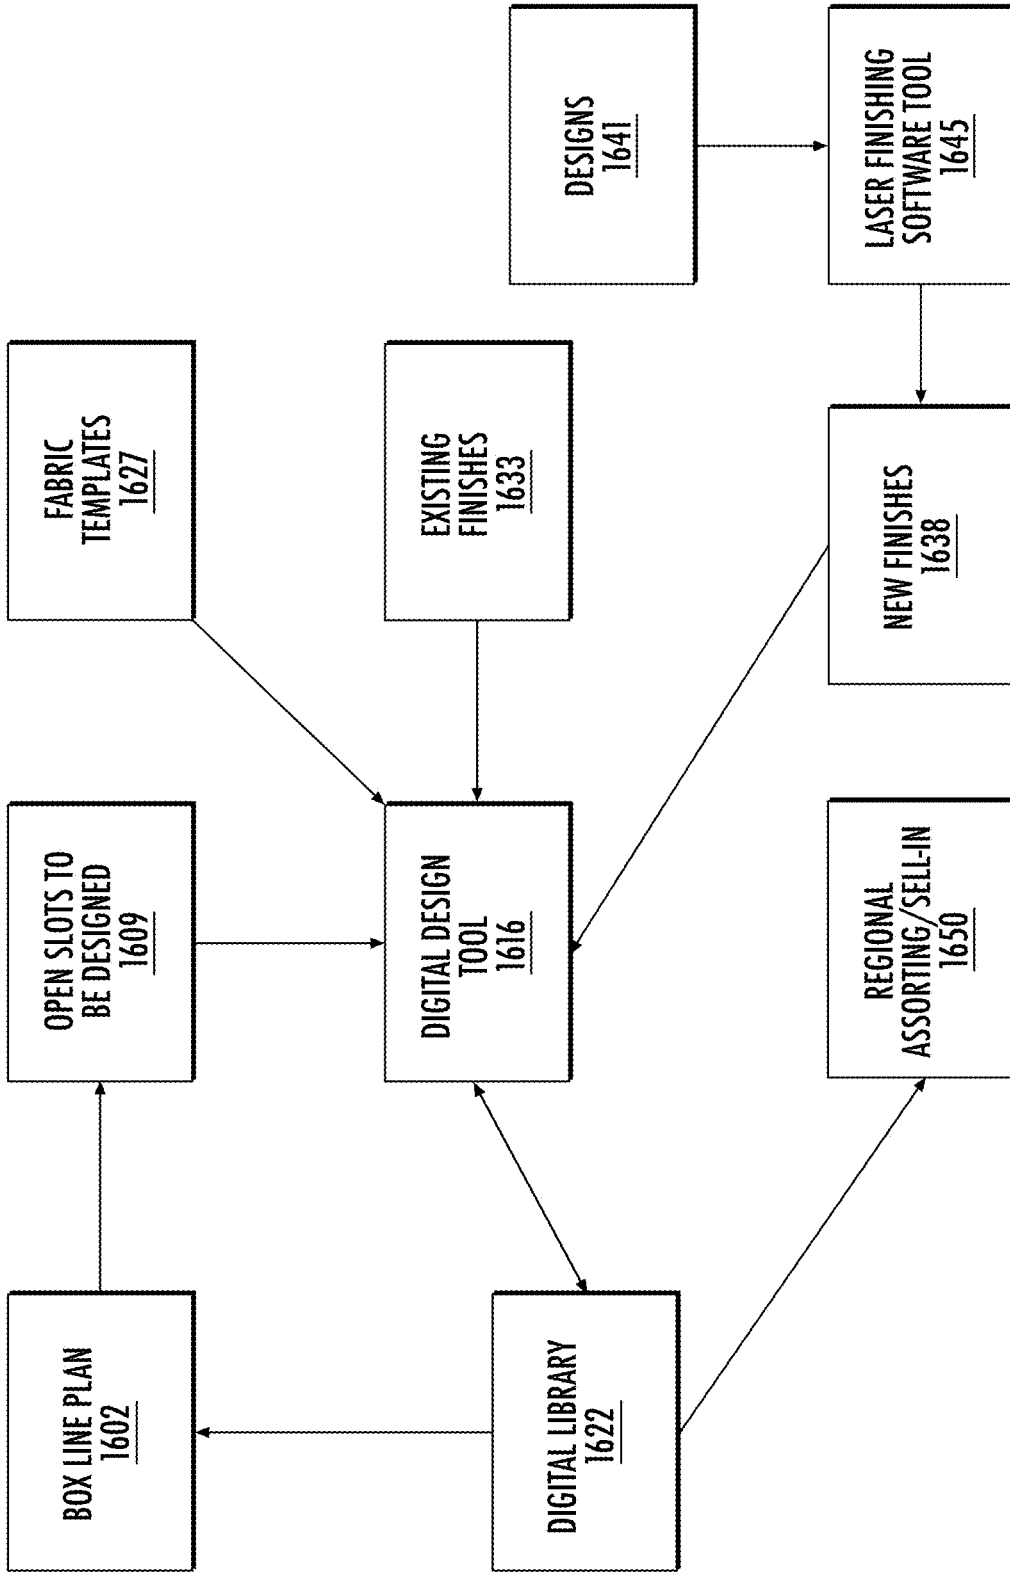 BOX LINE PLAN
1602
OPEN SLOTS TO
BE DESIGNED
1609
FABRIC
TEMPLATES
1627
DIGITAL LIBRARY
1622
DIGITAL DESIGN
TOOL
1616
EXISTING
FINISHES
1633
DESIGNS
1641
REGIONAL
ASSORTING/SELL-IN
1650
NEW FINISHES
1638
LASER FINISHING
SOFTWARE TOOL
1645